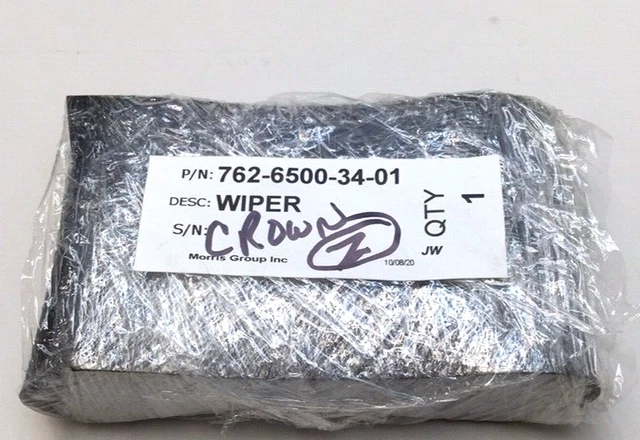 P/N: 762-6500-34-01
DESC: WIPER
S/N:
CROWN
Morris Group Inc
10/08/20
JW
QTY
1